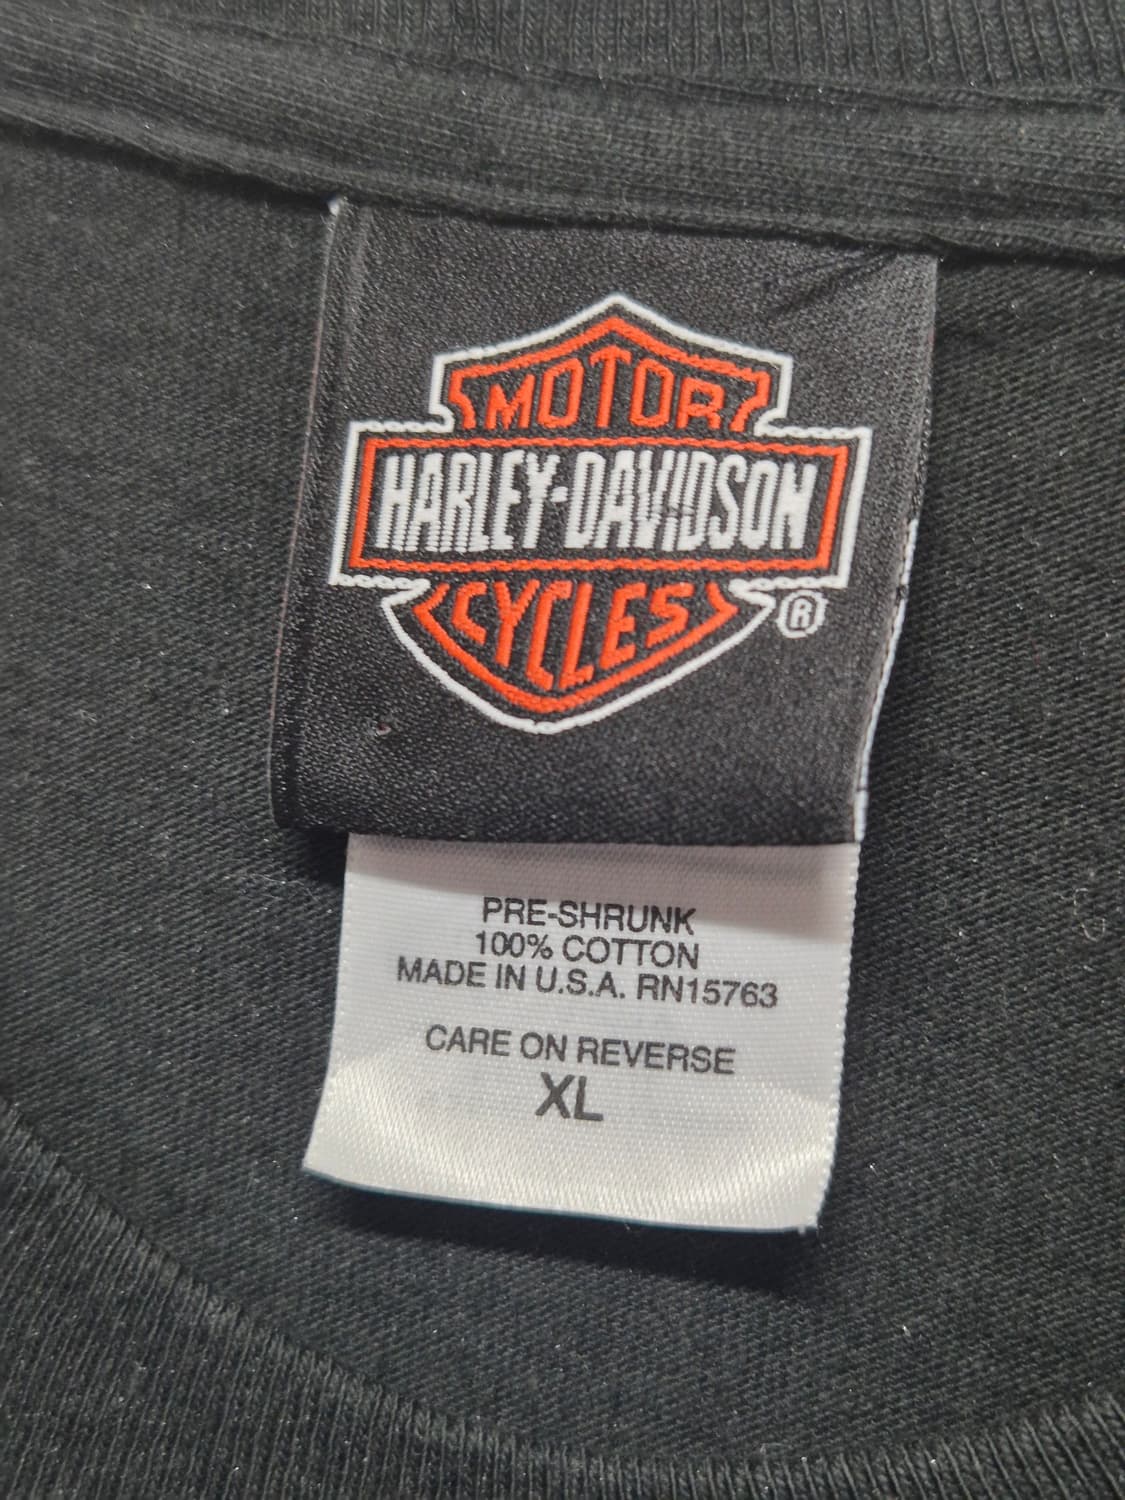 MOTOR
HARLEY-DAVIDSON
CYCLES
®
PRE-SHRUNK
100% COTTON
MADE IN U.S.A. RN15763
CARE ON REVERSE
XL